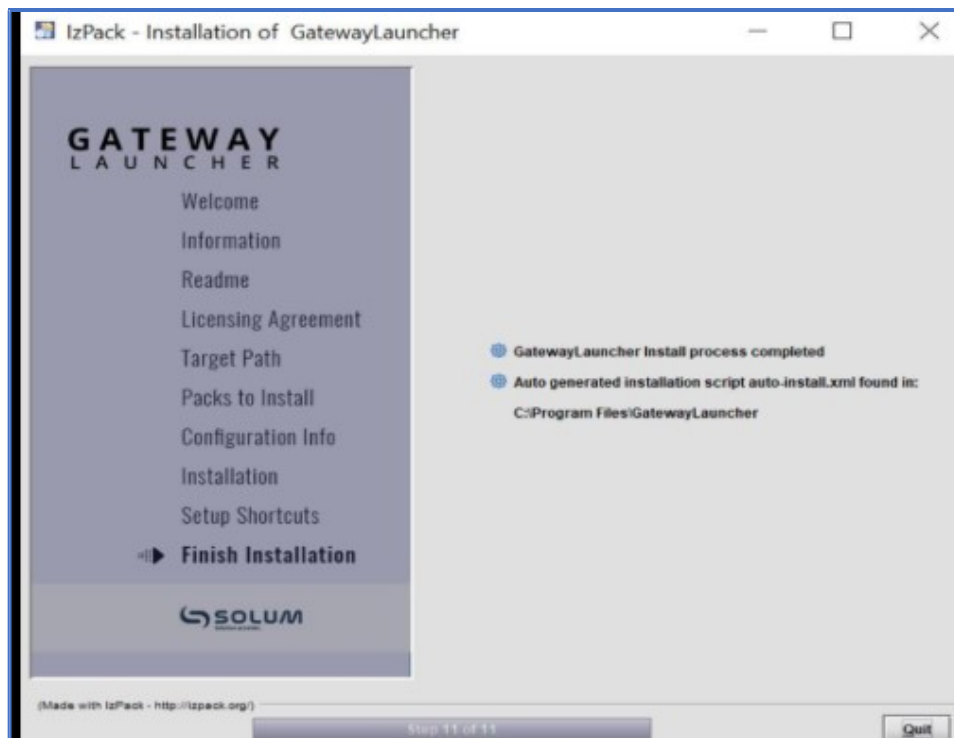 IzPack - Installation of GatewayLauncher
GATEWAY
LAUNCHER
Welcome
Information
Readme
Licensing Agreement
Target Path
Packs to Install
Configuration Info
Installation
Setup Shortcuts
Finish Installation
SOLUM
GatewayLauncher Install process completed
Auto generated installation script auto-install.xml found in:
C:\Program Files\GatewayLauncher
(Made with IzPack - http://izpack.org/)
Step 11 of 11
Quit